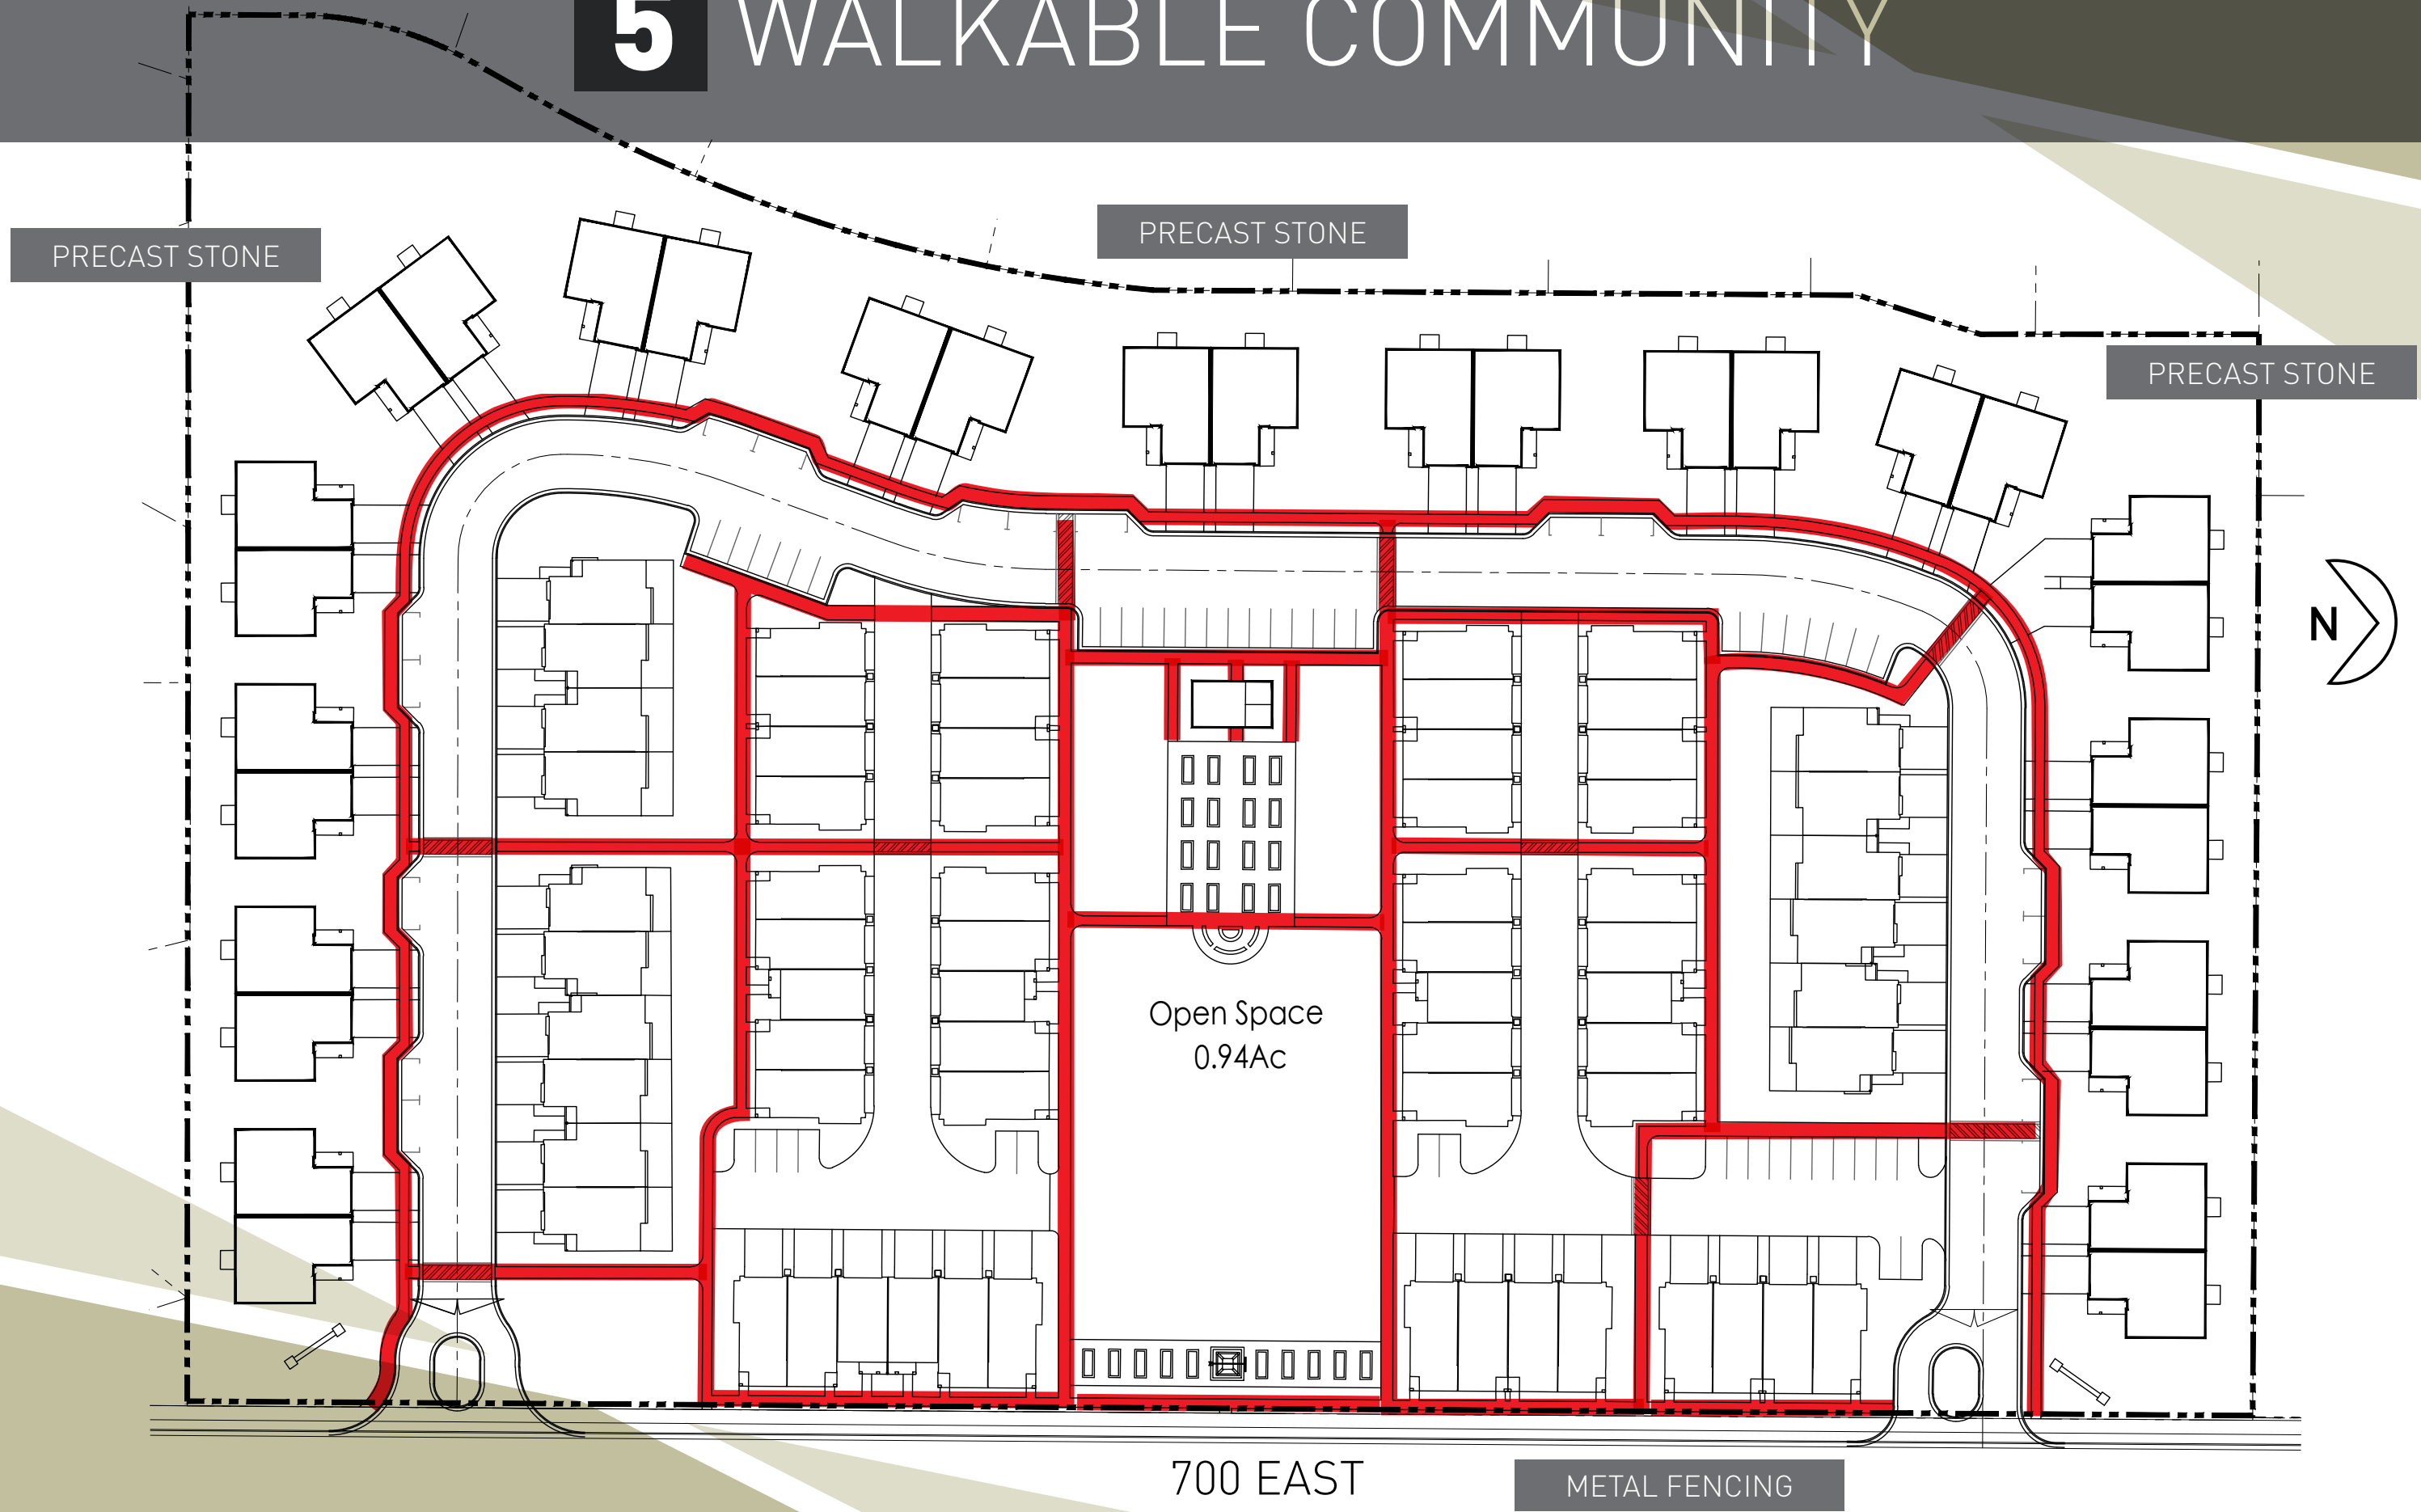 5 WALKABLE COMMUNITY
PRECAST STONE
PRECAST STONE
PRECAST STONE
N
Open Space
0.94Ac
700 EAST
METAL FENCING